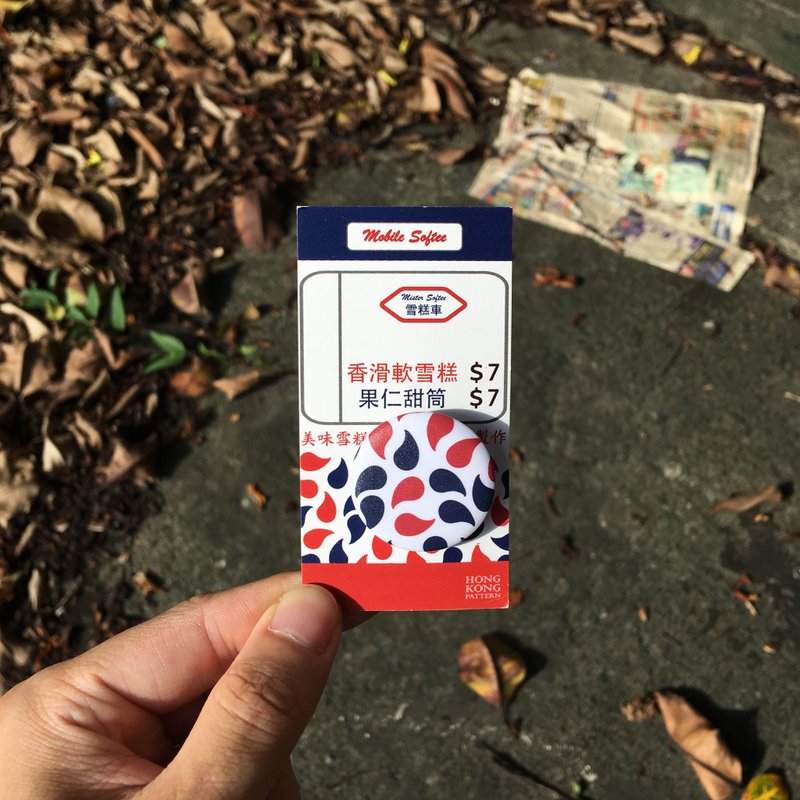 Mobile Softee
Mister Softee
雪糕車
香滑軟雪糕 $7
果仁甜筒 $7
美味雪糕 製作
HONG
KONG
PATTERN